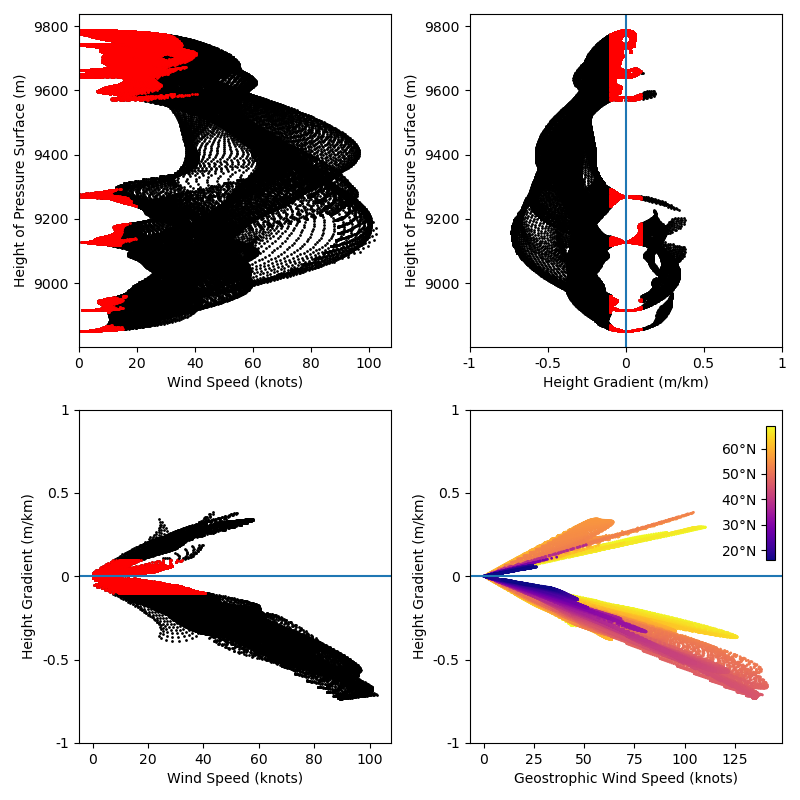 9800
9600
9400
9200
9000
Height of Pressure Surface (m)
0 20 40 60 80 100
Wind Speed (knots)
9800
9600
9400
9200
9000
Height of Pressure Surface (m)
-1 -0.5 0 0.5 1
Height Gradient (m/km)
1
0.5
0
-0.5
-1
Height Gradient (m/km)
0 20 40 60 80 100
Wind Speed (knots)
1
0.5
0
-0.5
-1
Height Gradient (m/km)
60°N
50°N
40°N
30°N
20°N
0 25 50 75 100 125
Geostrophic Wind Speed (knots)